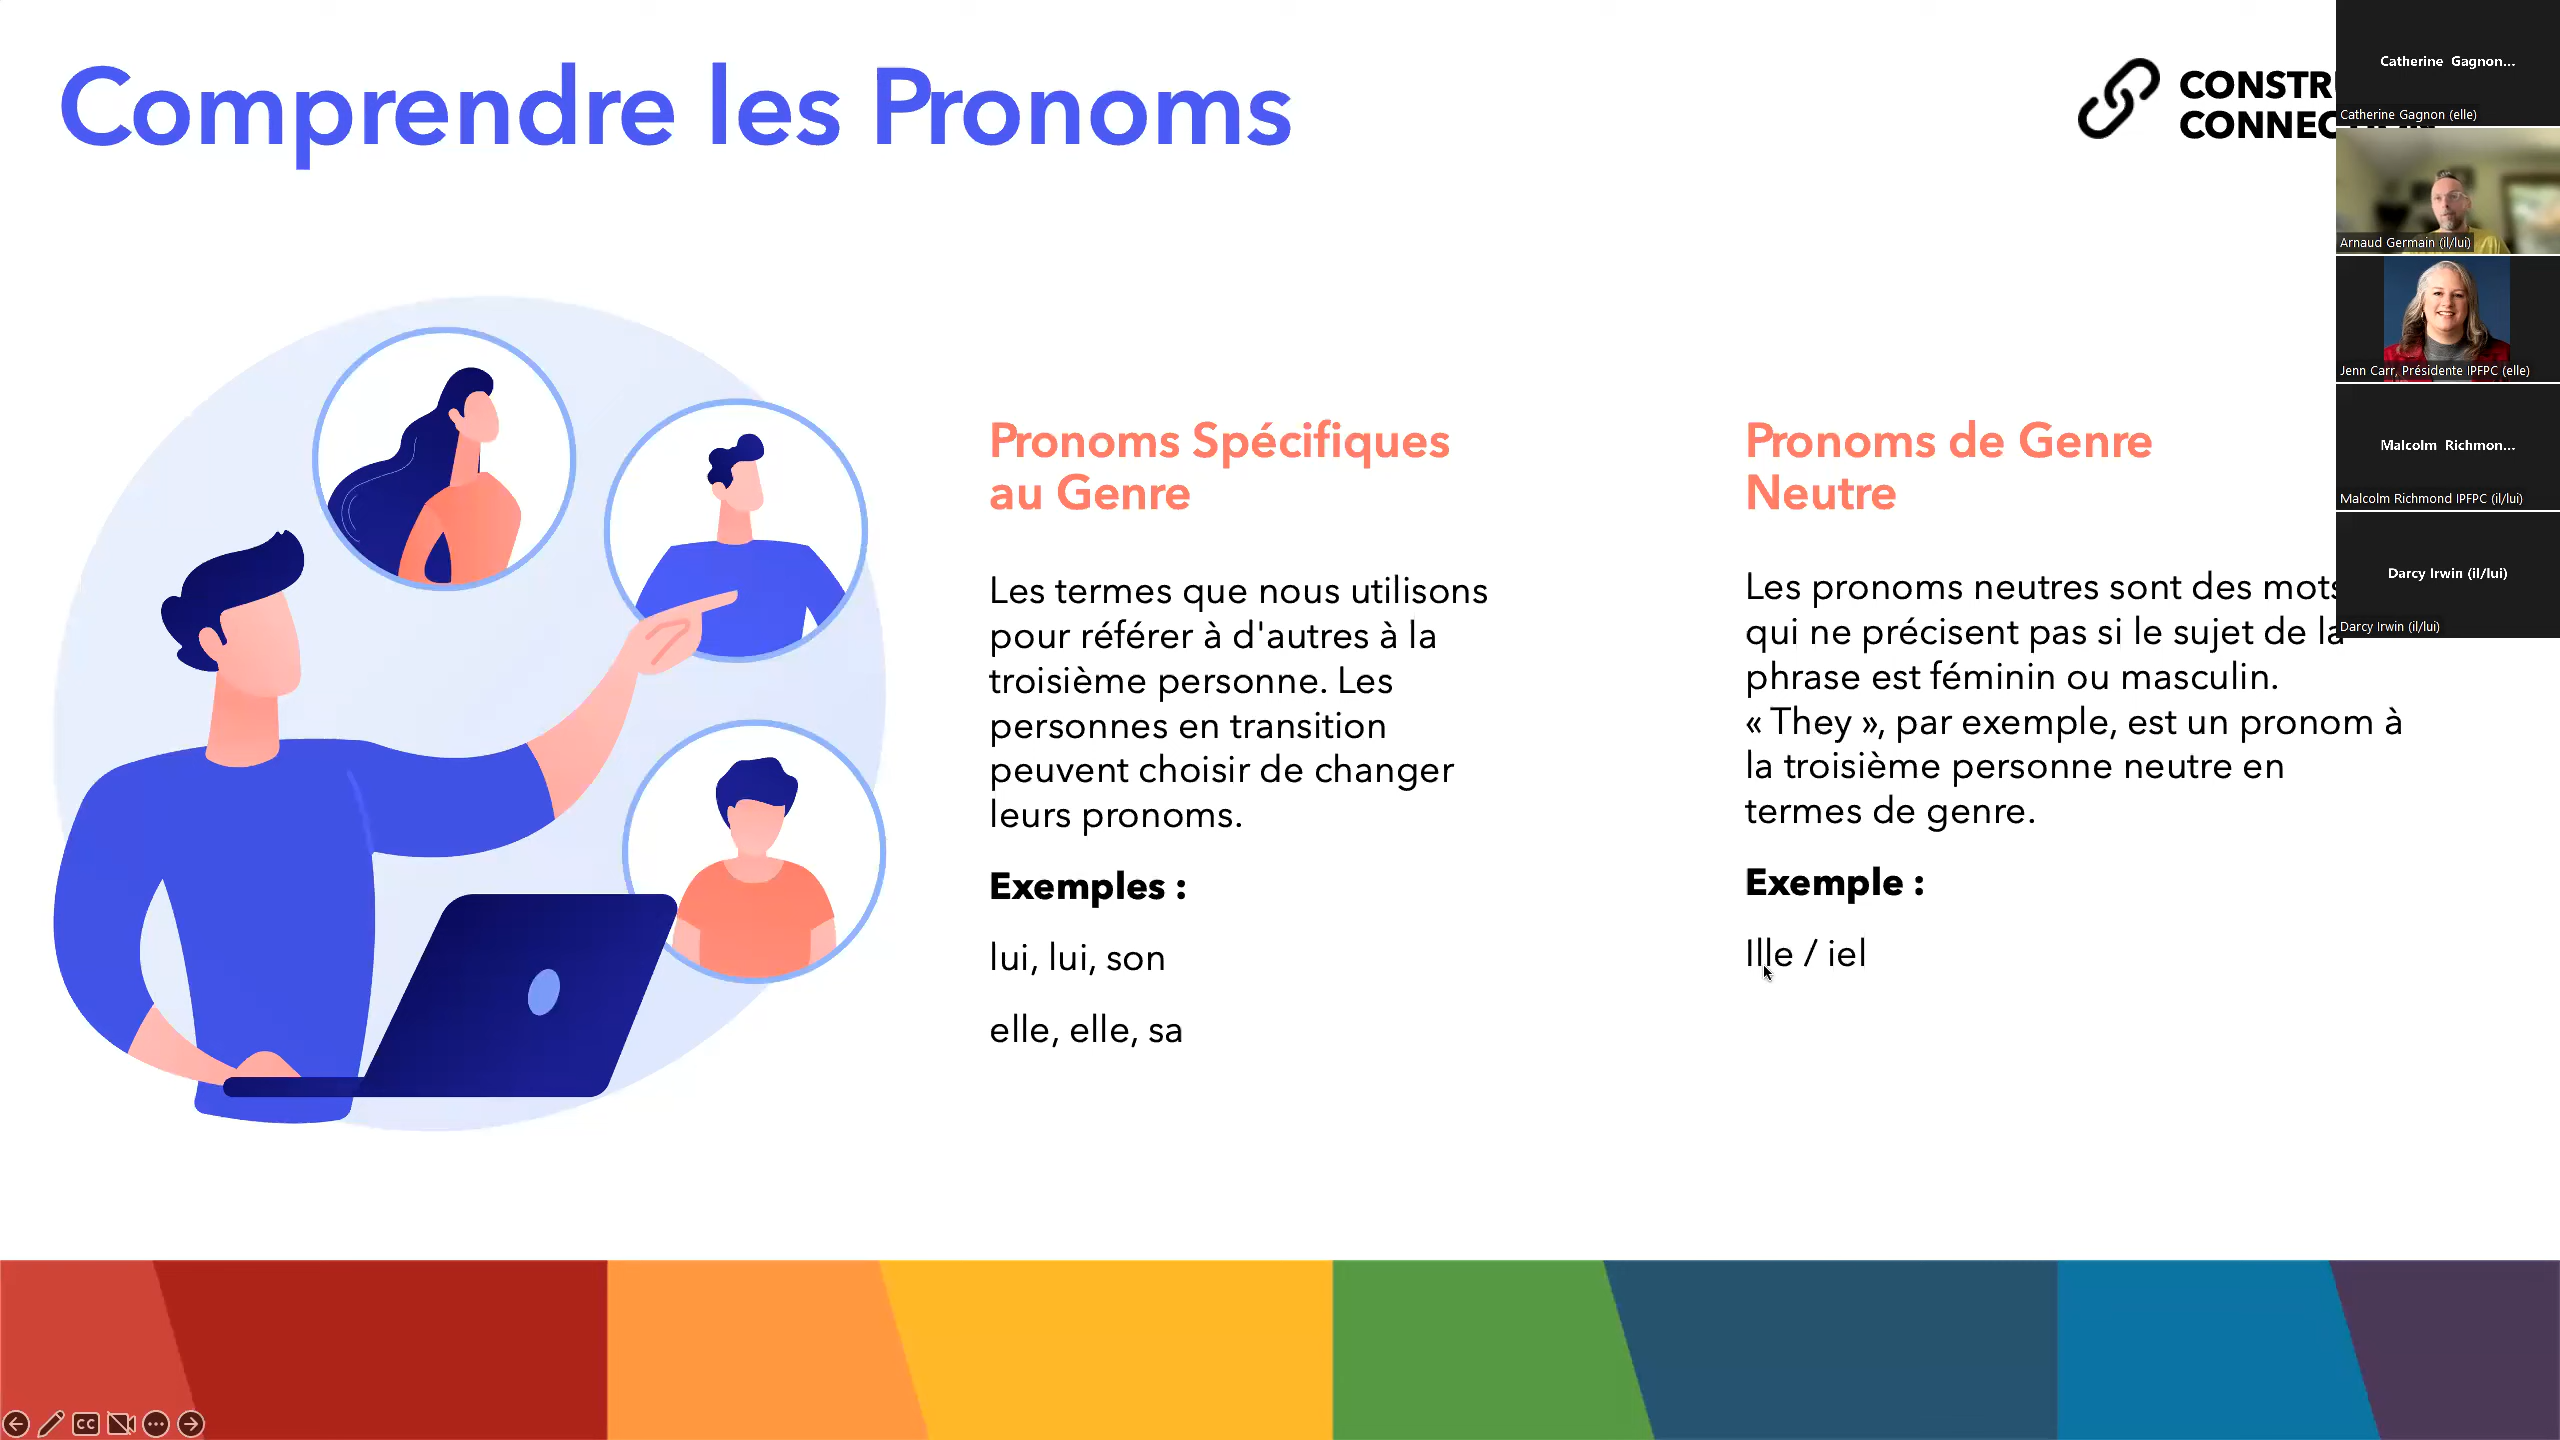 Comprendre les Pronoms
CONSTR
CONNEC
Pronoms Spécifiques
au Genre
Les termes que nous utilisons
pour référer à d'autres à la
troisième personne. Les
personnes en transition
peuvent choisir de changer
leurs pronoms.
Exemples :
lui, lui, son
elle, elle, sa
Pronoms de Genre
Neutre
Les pronoms neutres sont des mots
qui ne précisent pas si le sujet de la
phrase est féminin ou masculin.
« They », par exemple, est un pronom à
la troisième personne neutre en
termes de genre.
Exemple :
Ille / iel
Catherine Gagnon...
Catherine Gagnon (elle)
Arnaud Germain (il/lui)
Jenn Carr, Présidente IPFPC (elle)
Malcolm Richmon...
Malcolm Richmond IPFPC (il/lui)
Darcy Irwin (il/lui)
Darcy Irwin (il/lui)
CC